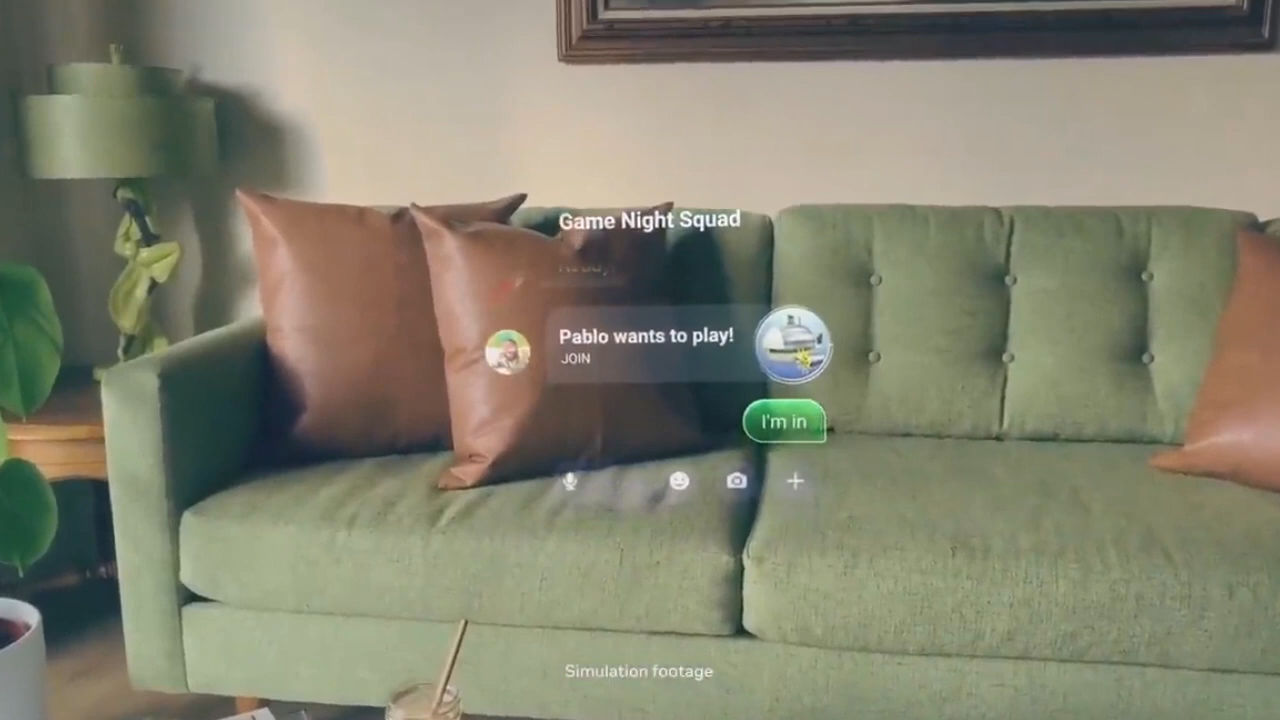 Game Night Squad
Pablo wants to play!
JOIN
I'm in
Simulation footage